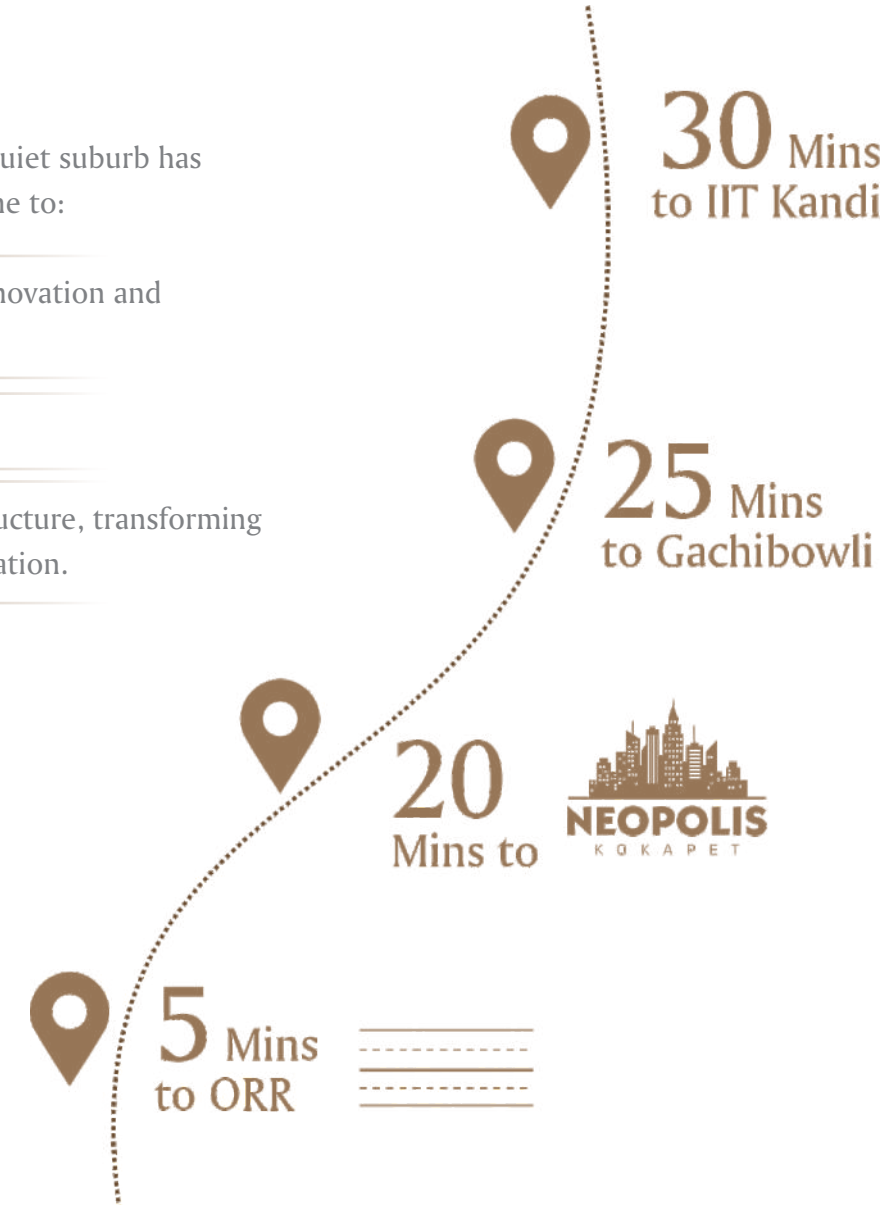 uiet suburb has
ne to:
novation and
ucture, transforming
ation.
30 Mins
to IIT Kandi
25 Mins
to Gachibowli
20
Mins to
NEOPOLIS
KOKAPET
5 Mins
to ORR